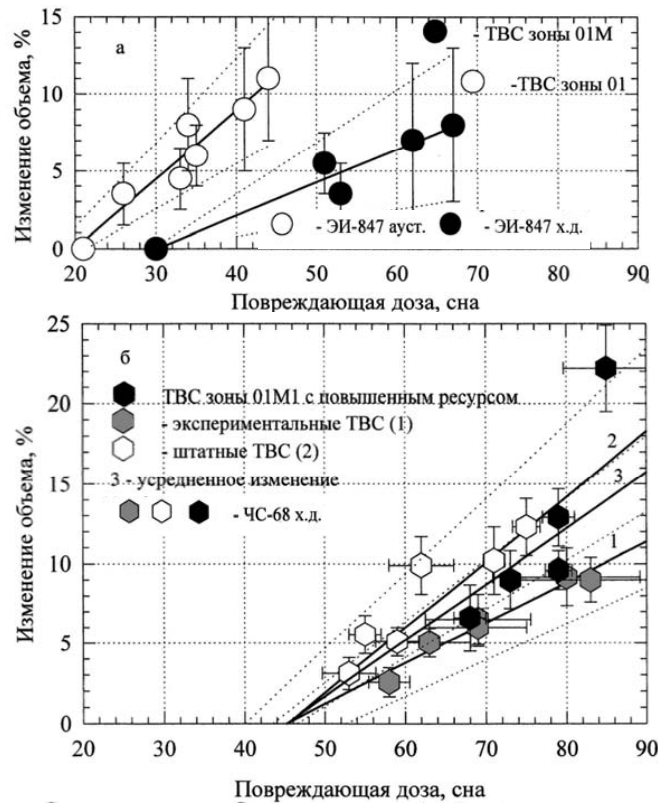 Изменение объема, %
15
10
5
0
а
- ТВС зоны 01М
-ТВС зоны 01
- ЭИ-847 ауст.
- ЭИ-847 х.д.
20 30 40 50 60 70 80 90
Повреждающая доза, сна
Изменение объема, %
25
20
15
10
5
0
б
ТВС зоны 01М1 с повышенным ресурсом
- экспериментальные ТВС (1)
- штатные ТВС (2)
3 - усредненное изменение
- ЧС-68 х.д.
2
3
1
20 30 40 50 60 70 80 90
Повреждающая доза, сна